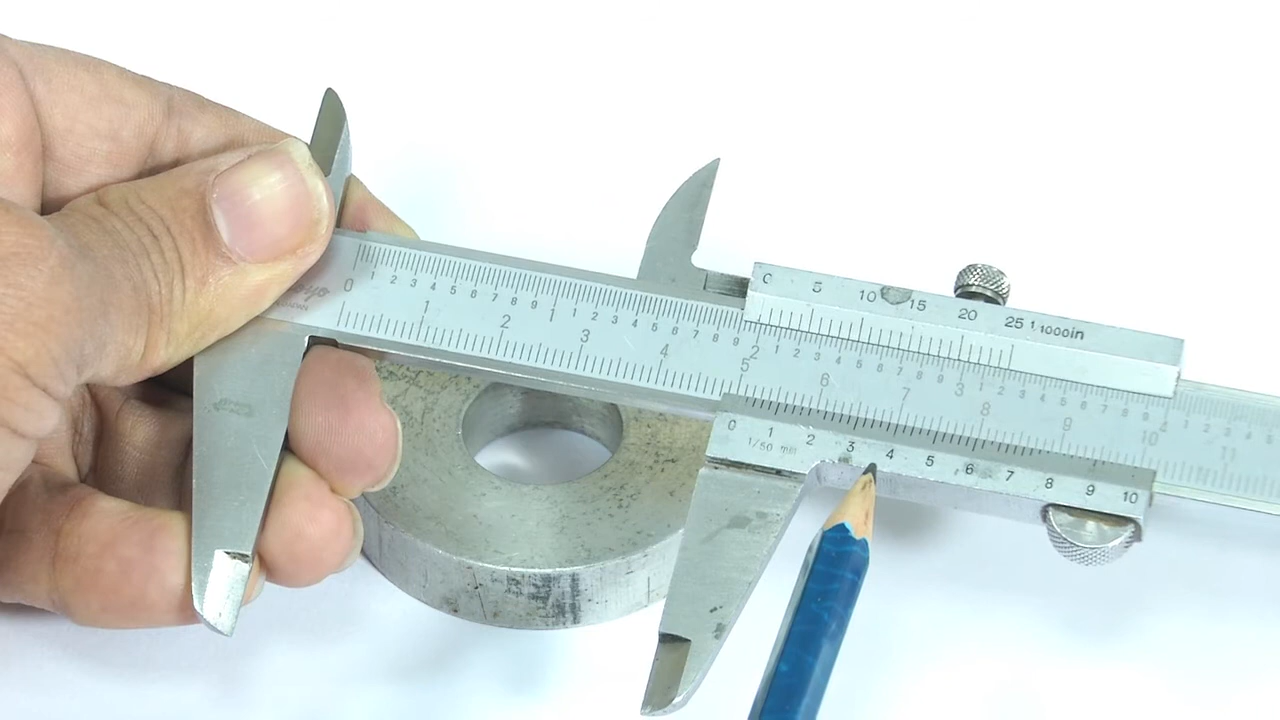 0 5 10 15 20 25 1/1000in
0 1 2 3 4 5 6 7 8 9 1 1 2 3 4 5 6 7 8 9 2 1 2 3 4 5 6 7 8 9 3 1 2 3 4 5 6 7
0 1 2 3 4 5 6 7 8 9 10 11
0 1 2 3 4 5 6 7 8 9 10
1/50 mm